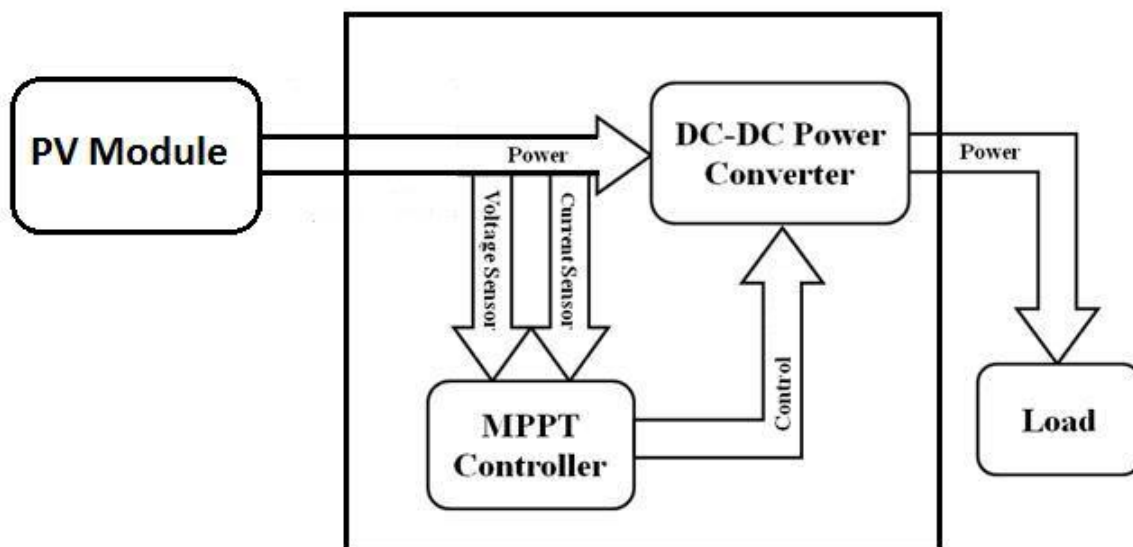 PV Module
Power
DC-DC Power
Converter
Power
Voltage Sensor
Current Sensor
Control
MPPT
Controller
Load